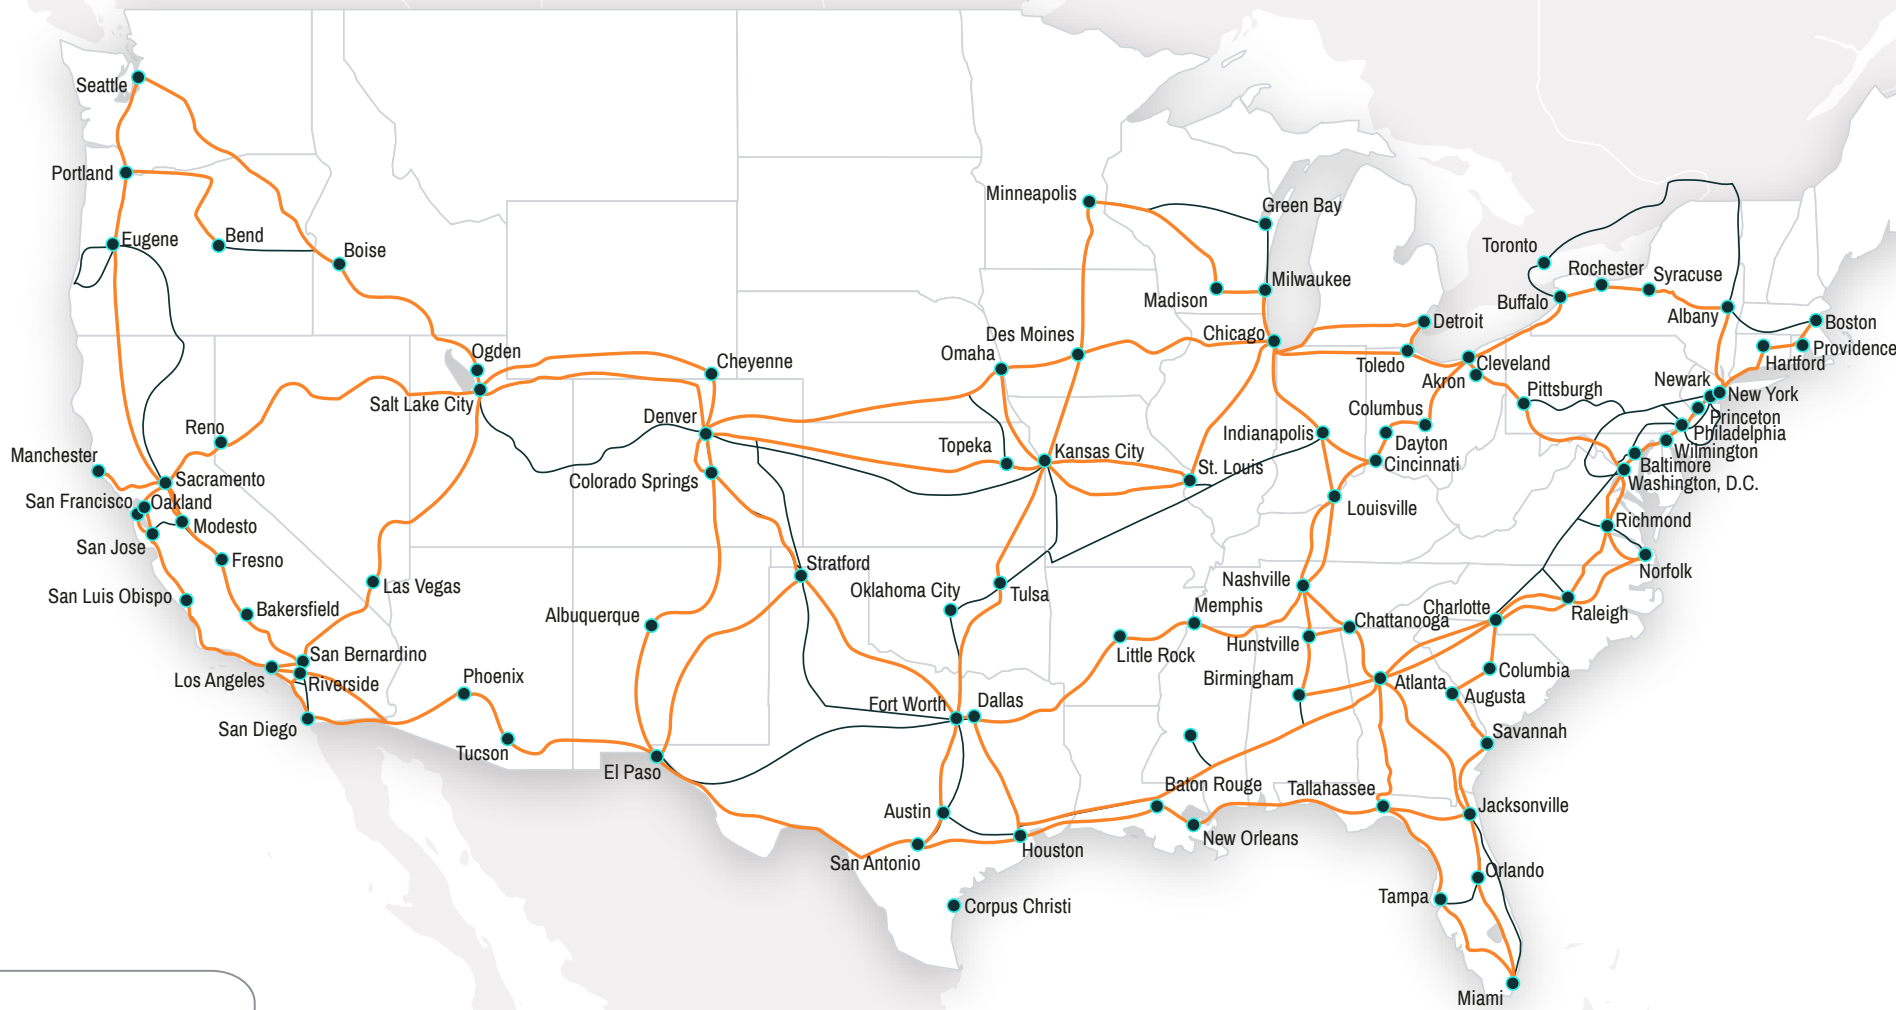 Seattle
Portland
Eugene
Bend
Boise
Minneapolis
Green Bay
Toronto
Rochester
Syracuse
Milwaukee
Madison
Buffalo
Albany
Boston
Detroit
Chicago
Des Moines
Omaha
Ogden
Cheyenne
Toledo
Cleveland
Providence
Hartford
Akron
Pittsburgh
Newark
New York
Salt Lake City
Denver
Columbus
Princeton
Reno
Topeka
Kansas City
Indianapolis
Dayton
Philadelphia
Manchester
Wilmington
Cincinnati
Baltimore
St. Louis
Sacramento
Colorado Springs
Washington, D.C.
San Francisco
Oakland
Louisville
Richmond
Modesto
San Jose
Fresno
Stratford
Norfolk
Las Vegas
Oklahoma City
Tulsa
Nashville
San Luis Obispo
Bakersfield
Albuquerque
Memphis
Charlotte
Raleigh
Chattanooga
Hunstville
Little Rock
San Bernardino
Los Angeles
Riverside
Phoenix
Birmingham
Atlanta
Columbia
Augusta
Fort Worth
Dallas
San Diego
Savannah
Tucson
El Paso
Baton Rouge
Tallahassee
Jacksonville
Austin
New Orleans
San Antonio
Houston
Orlando
Tampa
Corpus Christi
Miami